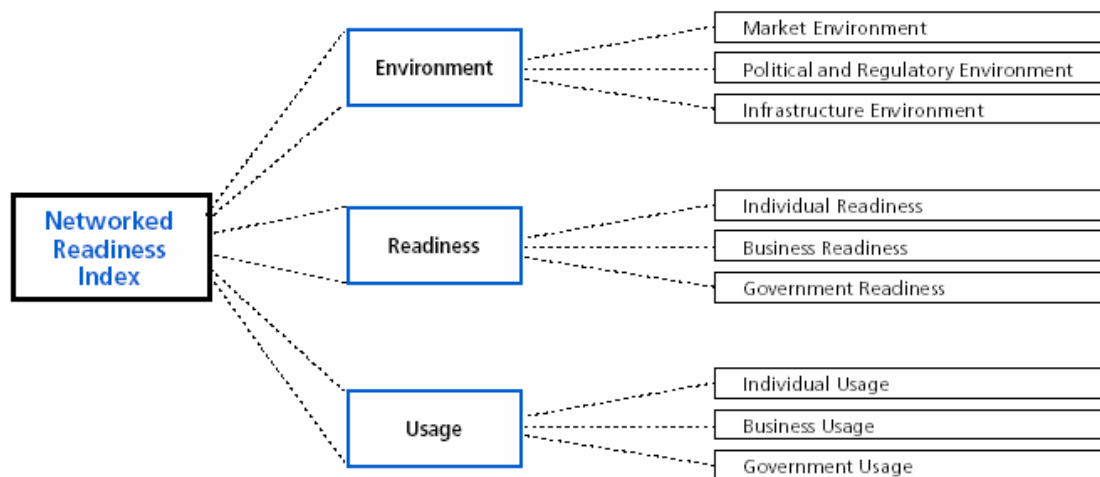 Networked
Readiness
Index
Environment
Market Environment
Political and Regulatory Environment
Infrastructure Environment
Readiness
Individual Readiness
Business Readiness
Government Readiness
Usage
Individual Usage
Business Usage
Government Usage